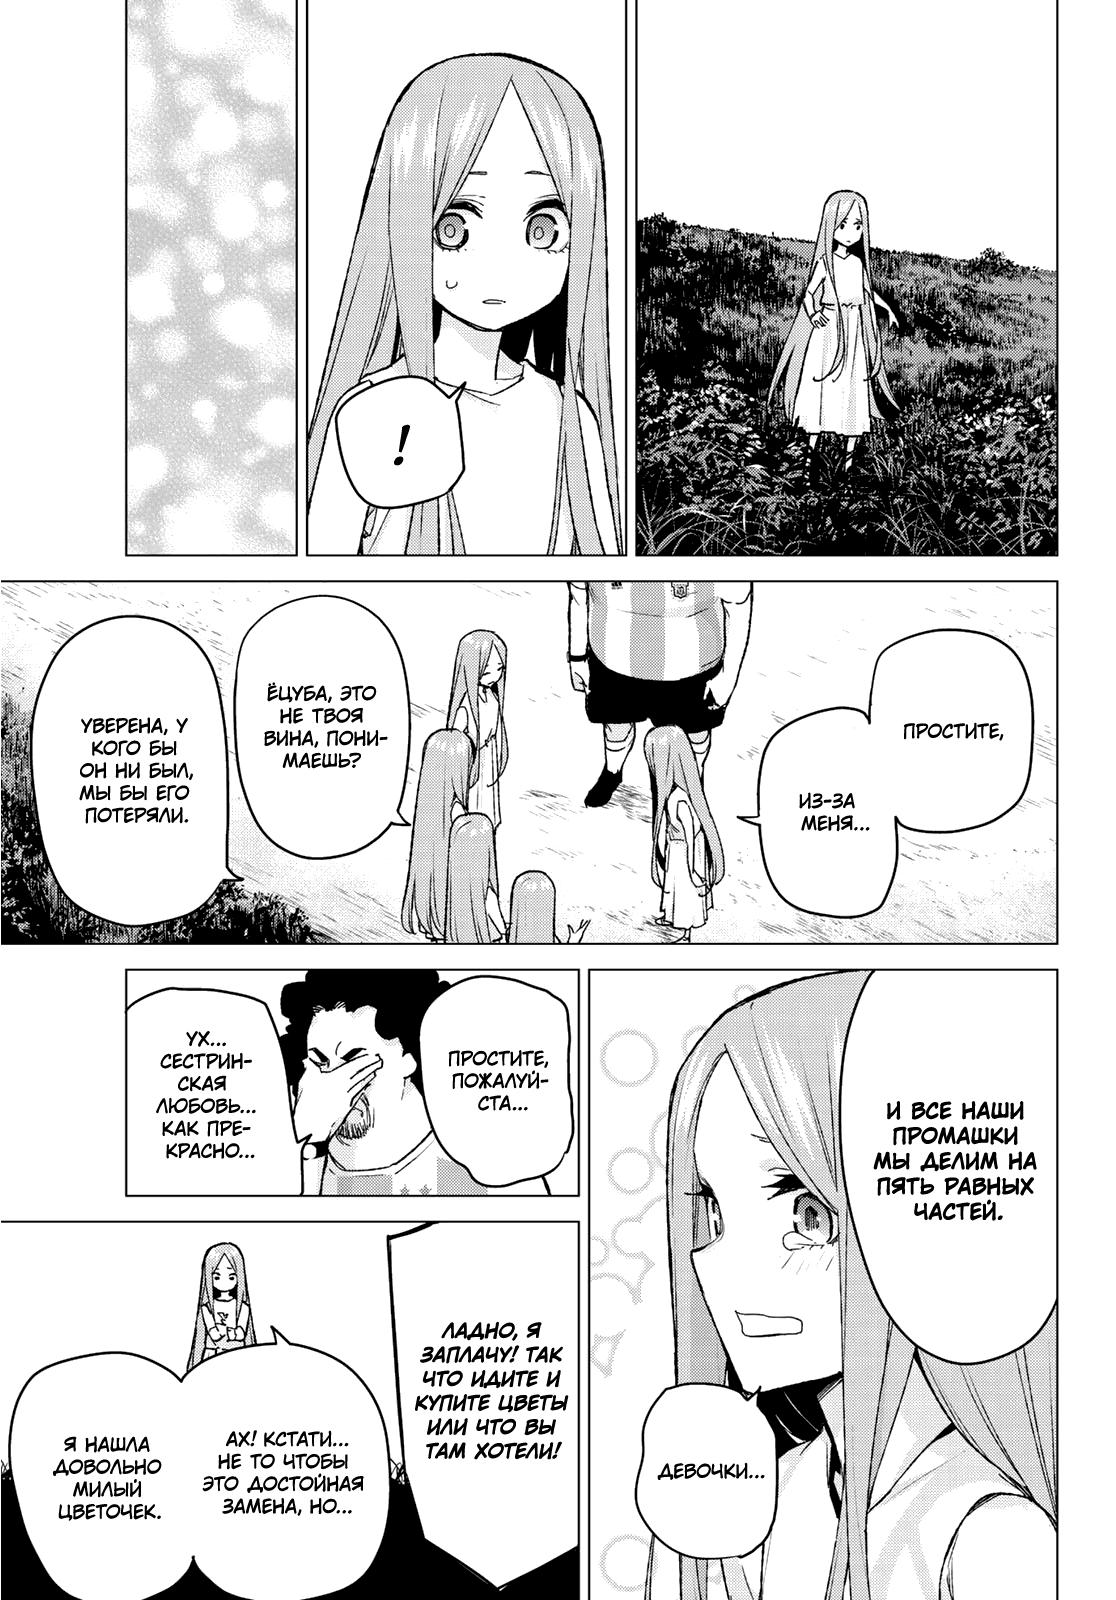 !
ПРОСТИТЕ,
ИЗ-ЗА
МЕНЯ...
ЁЦУБА, ЭТО
НЕ ТВОЯ
ВИНА, ПОНИ-
МАЕШЬ?
УВЕРЕНА, У
КОГО БЫ
ОН НИ БЫЛ,
МЫ БЫ ЕГО
ПОТЕРЯЛИ.
И ВСЕ НАШИ
ПРОМАШКИ
МЫ ДЕЛИМ НА
ПЯТЬ РАВНЫХ
ЧАСТЕЙ.
ДЕВОЧКИ...
ПРОСТИТЕ,
ПОЖАЛУЙ-
СТА...
УХ...
СЕСТРИН-
СКАЯ
ЛЮБОВЬ...
КАК ПРЕ-
КРАСНО...
ЛАДНО, Я
ЗАПЛАЧУ! ТАК
ЧТО ИДИТЕ И
КУПИТЕ ЦВЕТЫ
ИЛИ ЧТО ВЫ
ТАМ ХОТЕЛИ!
АХ! КСТАТИ...
НЕ ТО ЧТОБЫ
ЭТО ДОСТОЙНАЯ
ЗАМЕНА, НО...
Я НАШЛА
ДОВОЛЬНО
МИЛЫЙ
ЦВЕТОЧЕК.